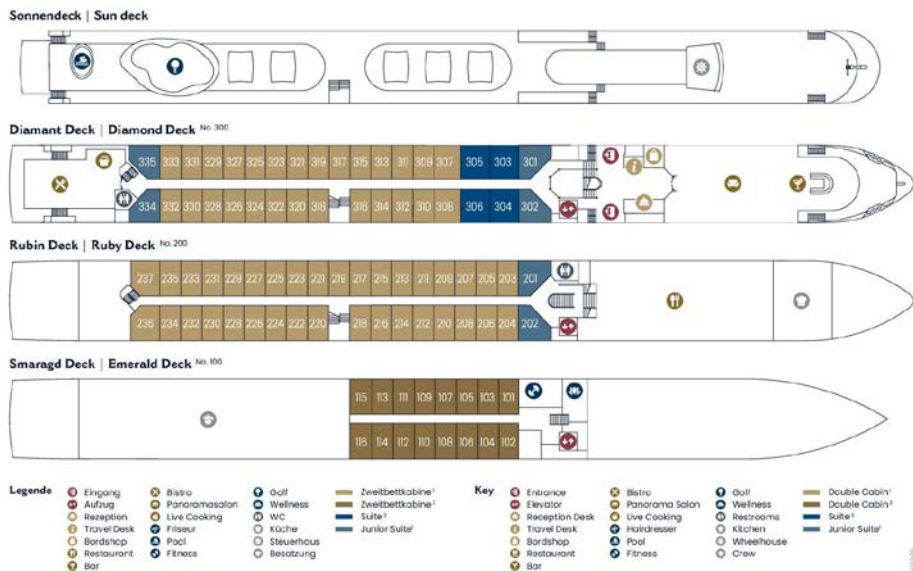 Sonnendeck | Sun deck
Diamant Deck | Diamond Deck No. 300
335 333 331 329 327 325 323 321 319 317 315 313 311 309 307 305 303 301
334 332 330 328 326 324 322 320 318 316 314 312 310 308 306 304 302
Rubin Deck | Ruby Deck No. 200
237 235 233 231 229 227 225 223 221 219 217 215 213 211 209 207 205 203 201
236 234 232 230 228 226 224 222 220 218 216 214 212 210 208 206 204 202
Smaragd Deck | Emerald Deck No. 100
115 113 111 109 107 105 103 101
116 114 112 110 108 106 104 102
Legende
Eingang
Aufzug
Rezeption
Travel Desk
Bordshop
Restaurant
Bar
Bistro
Panoramasalon
Live Cooking
Friseur
Pool
Fitness
Golf
Wellness
WC
Küche
Steuerhaus
Besatzung
Zweitbettkabine¹
Zweitbettkabine²
Suite³
Junior Suite¹
Key
Entrance
Elevator
Reception Desk
Travel Desk
Bordshop
Restaurant
Bar
Bistro
Panorama Salon
Live Cooking
Hairdresser
Pool
Fitness
Golf
Wellness
Restrooms
Kitchen
Wheelhouse
Crew
Double Cabin¹
Double Cabin²
Suite³
Junior Suite¹